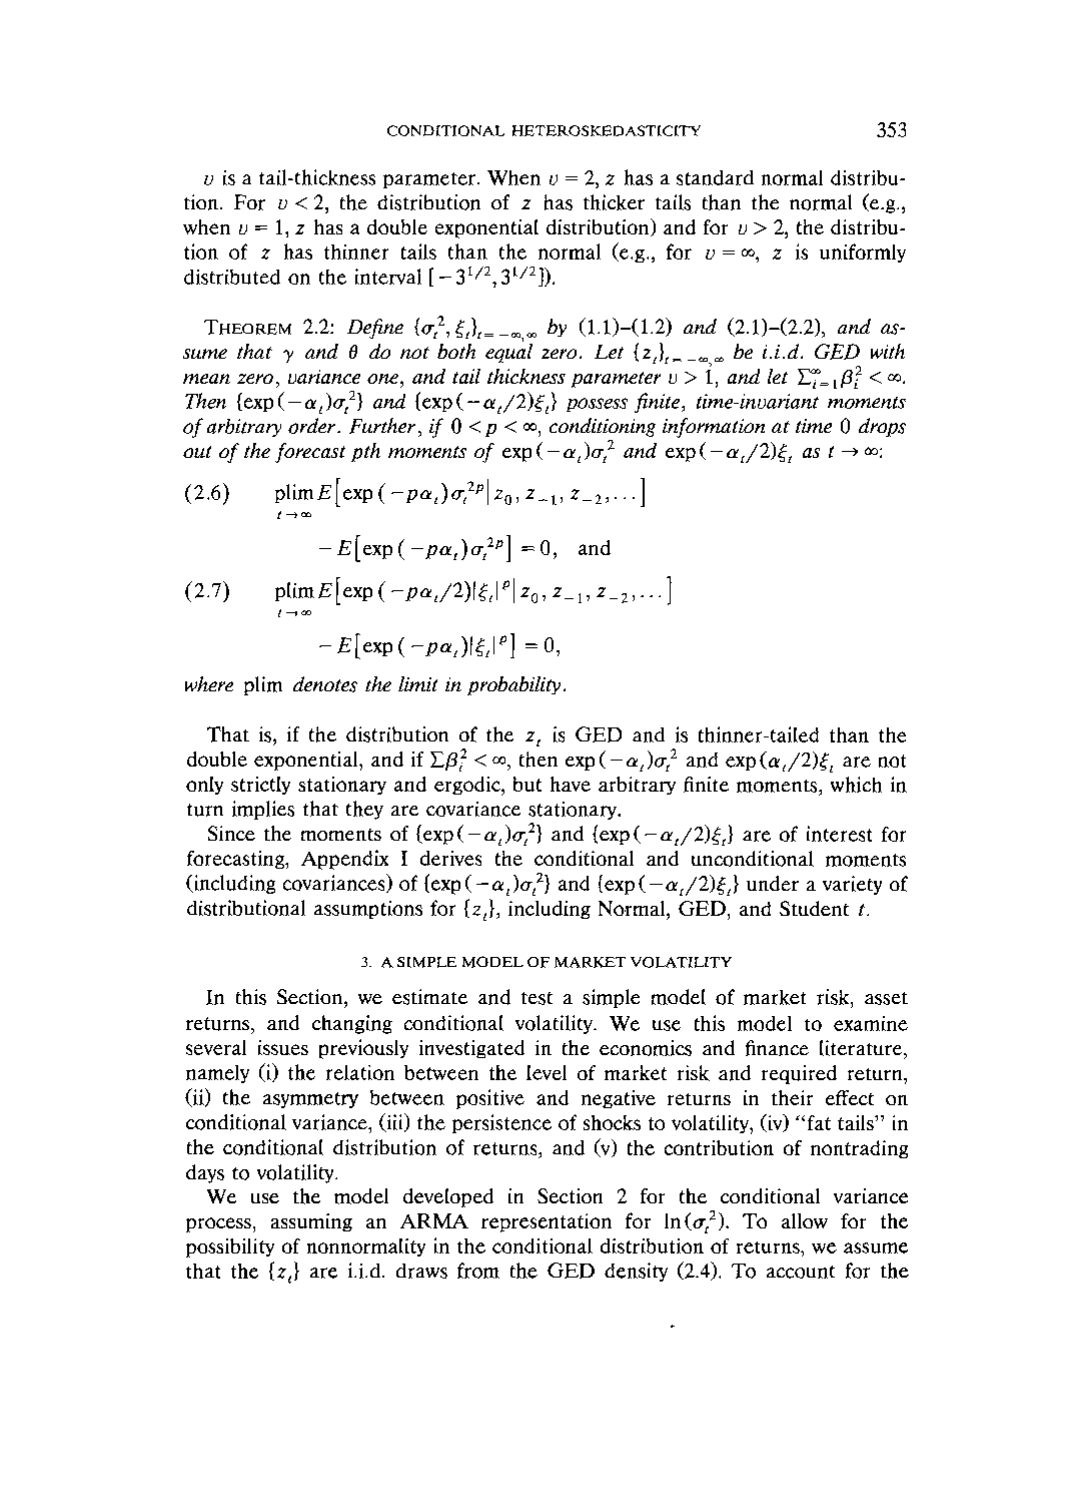 CONDITIONAL HETEROSKEDASTICITY 353
υ is a tail-thickness parameter. When υ = 2, z has a standard normal distribu-
tion. For υ < 2, the distribution of z has thicker tails than the normal (e.g.,
when υ = 1, z has a double exponential distribution) and for υ > 2, the distribu-
tion of z has thinner tails than the normal (e.g., for υ = ∞, z is uniformly
distributed on the interval [−3^{1/2}, 3^{1/2}]).
THEOREM 2.2: Define {σ_t^2, ξ_t}_{t=−∞,∞} by (1.1)–(1.2) and (2.1)–(2.2), and as-
sume that γ and θ do not both equal zero. Let {z_t}_{t=−∞,∞} be i.i.d. GED with
mean zero, variance one, and tail thickness parameter υ > 1, and let Σ_{i=1}^∞ β_i^2 < ∞.
Then {exp(−α_t)σ_t^2} and {exp(−α_t/2)ξ_t} possess finite, time-invariant moments
of arbitrary order. Further, if 0 < p < ∞, conditioning information at time 0 drops
out of the forecast pth moments of exp(−α_t)σ_t^2 and exp(−α_t/2)ξ_t as t → ∞:
(2.6) plim_{t→∞} E[exp(−pα_t)σ_t^{2p}|z_0, z_{−1}, z_{−2},...]
− E[exp(−pα_t)σ_t^{2p}] = 0, and
(2.7) plim_{t→∞} E[exp(−pα_t/2)|ξ_t|^p|z_0, z_{−1}, z_{−2},...]
− E[exp(−pα_t)|ξ_t|^p] = 0,
where plim denotes the limit in probability.
That is, if the distribution of the z_t is GED and is thinner-tailed than the
double exponential, and if Σβ_i^2 < ∞, then exp(−α_t)σ_t^2 and exp(α_t/2)ξ_t are not
only strictly stationary and ergodic, but have arbitrary finite moments, which in
turn implies that they are covariance stationary.
Since the moments of {exp(−α_t)σ_t^2} and {exp(−α_t/2)ξ_t} are of interest for
forecasting, Appendix 1 derives the conditional and unconditional moments
(including covariances) of {exp(−α_t)σ_t^2} and {exp(−α_t/2)ξ_t} under a variety of
distributional assumptions for {z_t}, including Normal, GED, and Student t.
3. A SIMPLE MODEL OF MARKET VOLATILITY
In this Section, we estimate and test a simple model of market risk, asset
returns, and changing conditional volatility. We use this model to examine
several issues previously investigated in the economics and finance literature,
namely (i) the relation between the level of market risk and required return,
(ii) the asymmetry between positive and negative returns in their effect on
conditional variance, (iii) the persistence of shocks to volatility, (iv) “fat tails” in
the conditional distribution of returns, and (v) the contribution of nontrading
days to volatility.
We use the model developed in Section 2 for the conditional variance
process, assuming an ARMA representation for ln(σ_t^2). To allow for the
possibility of nonnormality in the conditional distribution of returns, we assume
that the {z_t} are i.i.d. draws from the GED density (2.4). To account for the